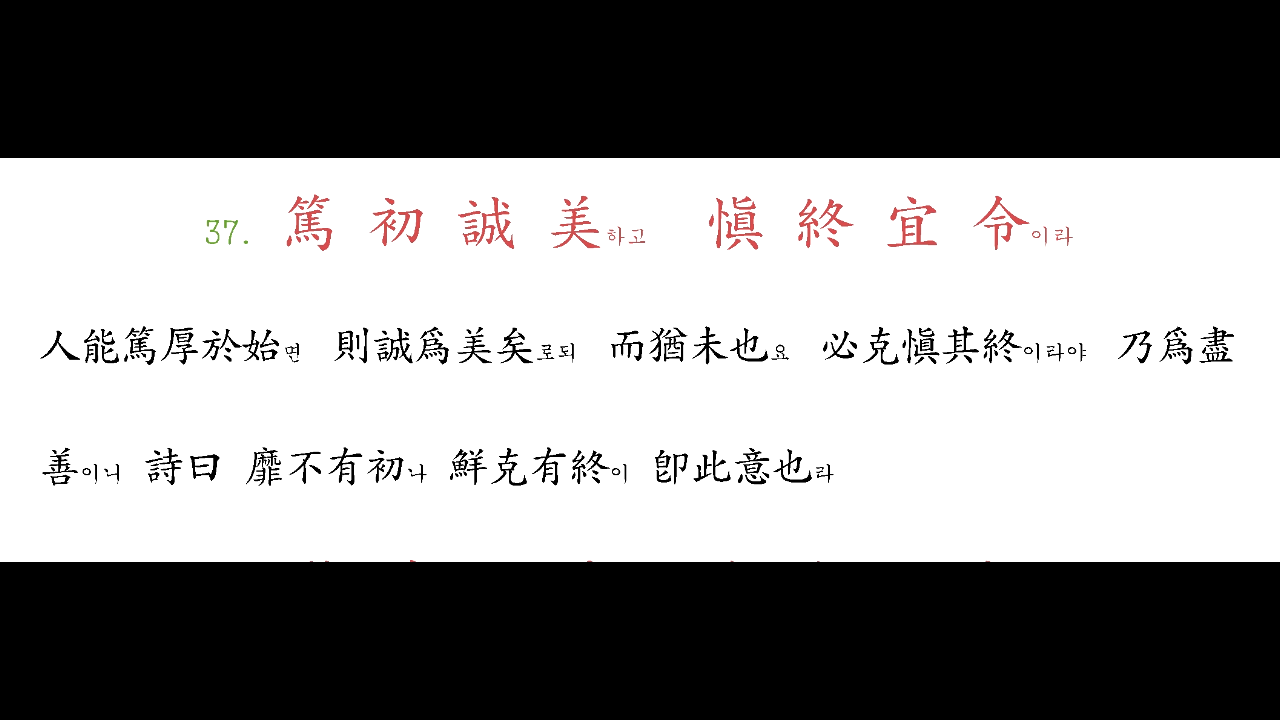 37. 篤 初 誠 美하고 愼 終 宜 令이라
人能篤厚於始면 則誠爲美矣로되 而猶未也요 必克愼其終이라야 乃爲盡
善이니 詩曰 靡不有初나 鮮克有終이 卽此意也라